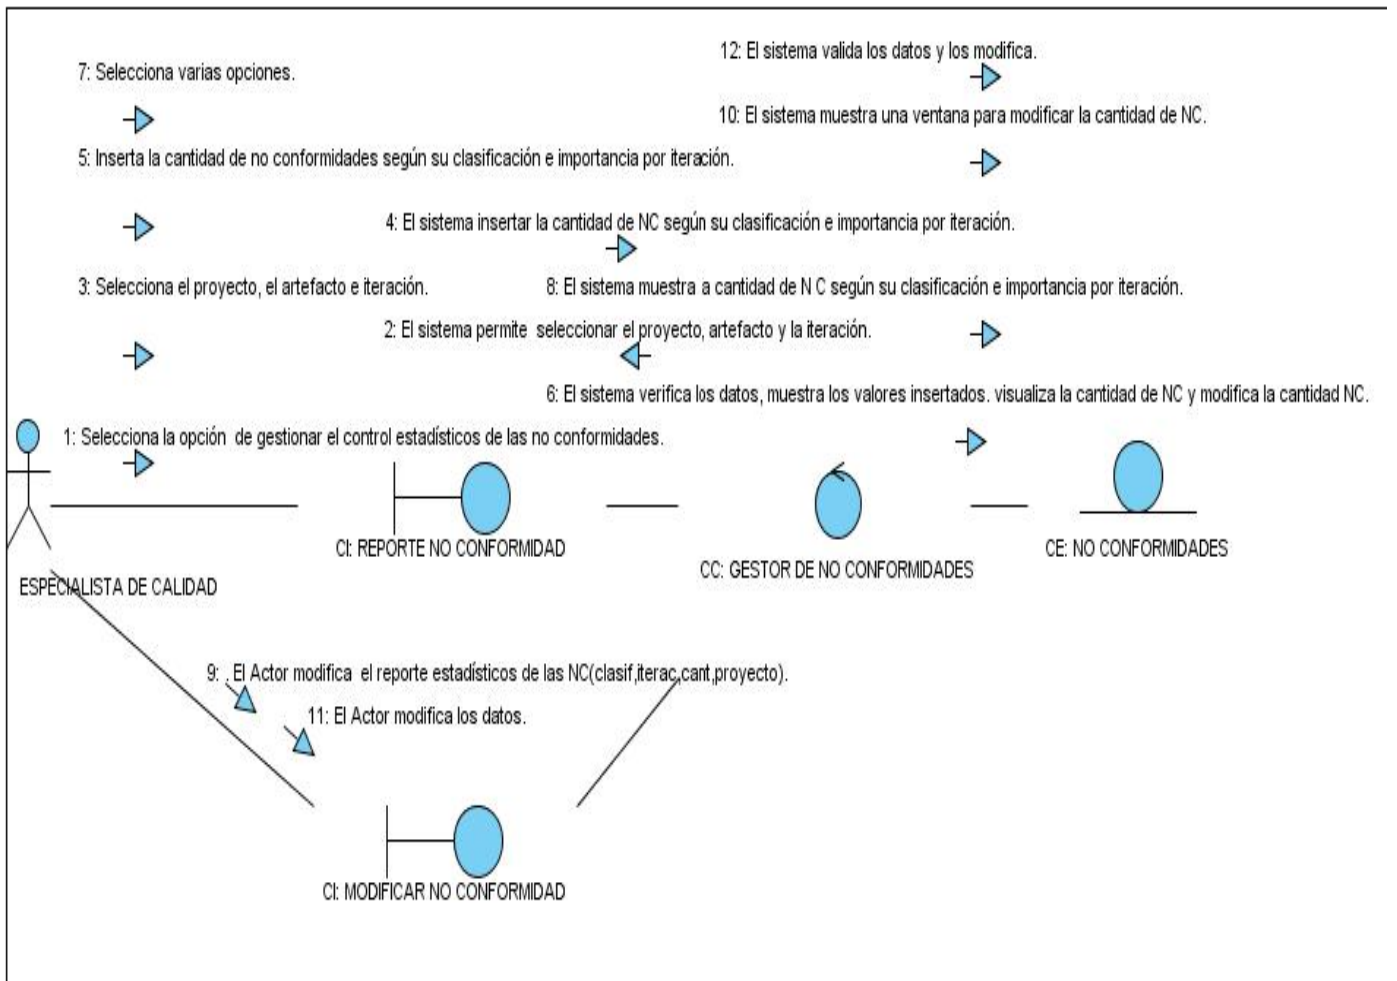 12: El sistema valida los datos y los modifica.
7: Selecciona varias opciones.
10: El sistema muestra una ventana para modificar la cantidad de NC.
5: Inserta la cantidad de no conformidades según su clasificación e importancia por iteración.
4: El sistema insertar la cantidad de NC según su clasificación e importancia por iteración.
3: Selecciona el proyecto, el artefacto e iteración.
8: El sistema muestra a cantidad de N C según su clasificación e importancia por iteración.
2: El sistema permite seleccionar el proyecto, artefacto y la iteración.
6: El sistema verifica los datos, muestra los valores insertados. visualiza la cantidad de NC y modifica la cantidad NC.
1: Selecciona la opción de gestionar el control estadísticos de las no conformidades.
CI: REPORTE NO CONFORMIDAD
CE: NO CONFORMIDADES
CC: GESTOR DE NO CONFORMIDADES
ESPECIALISTA DE CALIDAD
9: . El Actor modifica el reporte estadísticos de las NC(clasif,iterac,cant,proyecto).
11: El Actor modifica los datos.
CI: MODIFICAR NO CONFORMIDAD